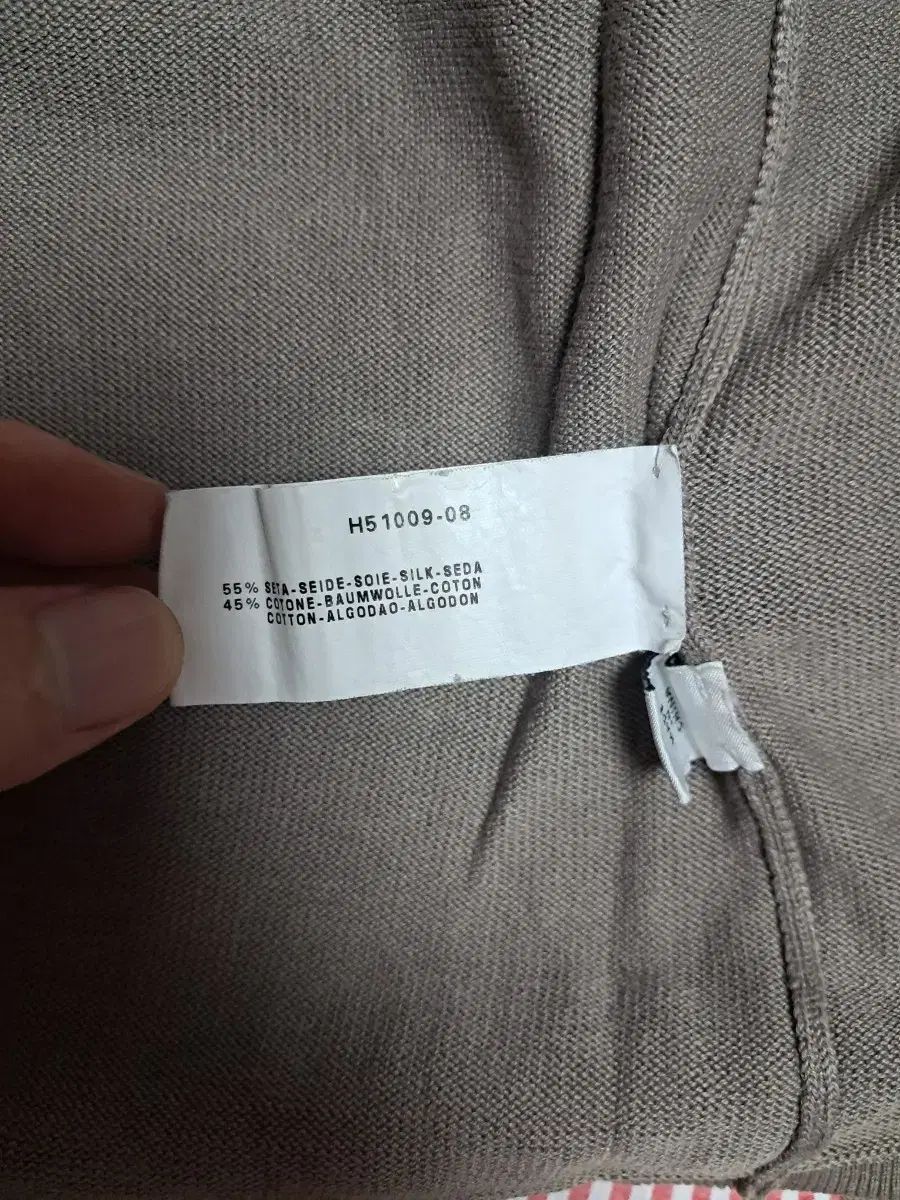 H51009-08
55% SETA-SEIDE-SOIE-SILK-SEDA
45% COTONE-BAUMWOLLE-COTON
COTTON-ALGODAO-ALGODON